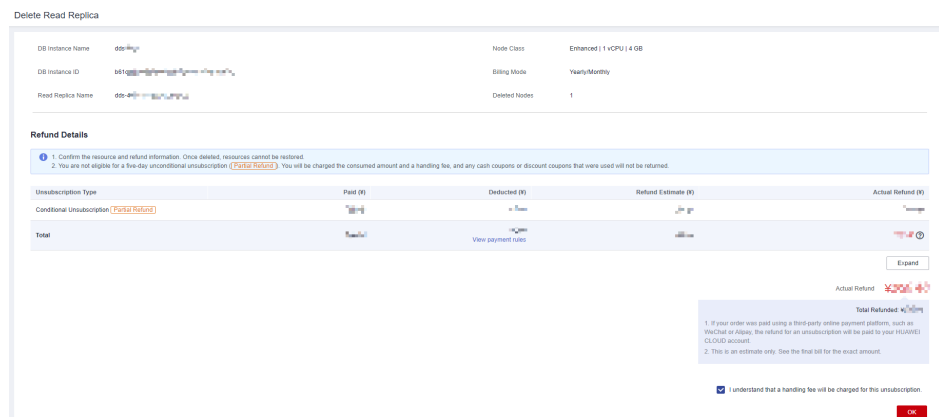 Delete Read Replica
DB Instance Name dds- Node Class Enhanced | 1 vCPU | 4 GB
DB Instance ID b61 Billing Mode Yearly/Monthly
Read Replica Name dds- Deleted Nodes 1
Refund Details
1. Confirm the resource and refund information. Once deleted, resources cannot be restored.
2. You are not eligible for a five-day unconditional unsubscription ( Partial Refund ). You will be charged the consumed amount and a handling fee, and any cash coupons or discount coupons that were used will not be returned.
Unsubscription Type Paid (¥) Deducted (¥) Refund Estimate (¥) Actual Refund (¥)
Conditional Unsubscription Partial Refund
Total
View payment rules
Expand
Actual Refund ¥
Total Refunded: ¥
1. If your order was paid using a third-party online payment platform, such as
WeChat or Alipay, the refund for an unsubscription will be paid to your HUAWEI
CLOUD account.
2. This is an estimate only. See the final bill for the exact amount.
I understand that a handling fee will be charged for this unsubscription.
OK